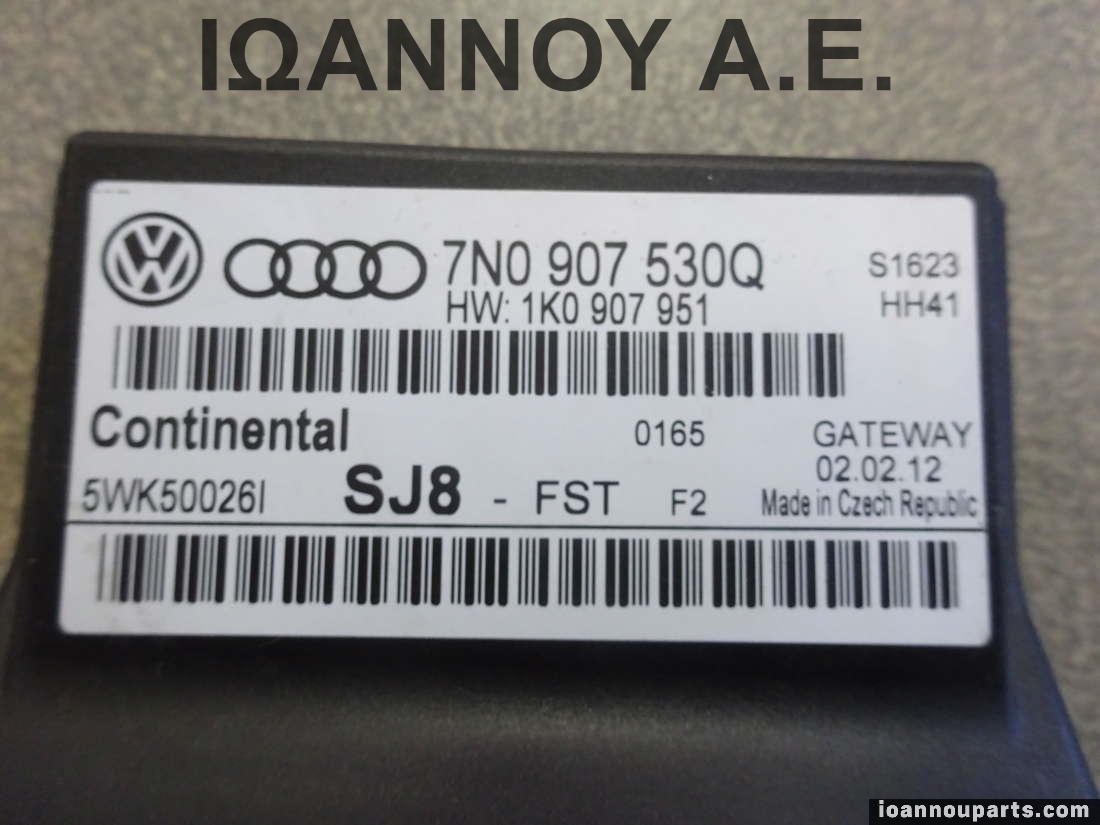 ΙΩΑΝΝΟΥ Α.Ε.
7N0 907 530Q
S1623
HW: 1K0 907 951
HH41
Continental
0165
GATEWAY
02.02.12
5WK50026I
SJ8 - FST F2
Made in Czech Republic
ioannouparts.com